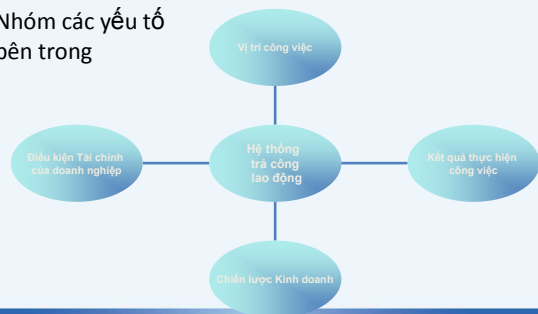 Nhóm các yếu tố
bên trong
Vị trí công việc
Điều kiện Tài chính
của doanh nghiệp
Hệ thống
trả công
lao động
Kết quả thực hiện
công việc
Chiến lược Kinh doanh